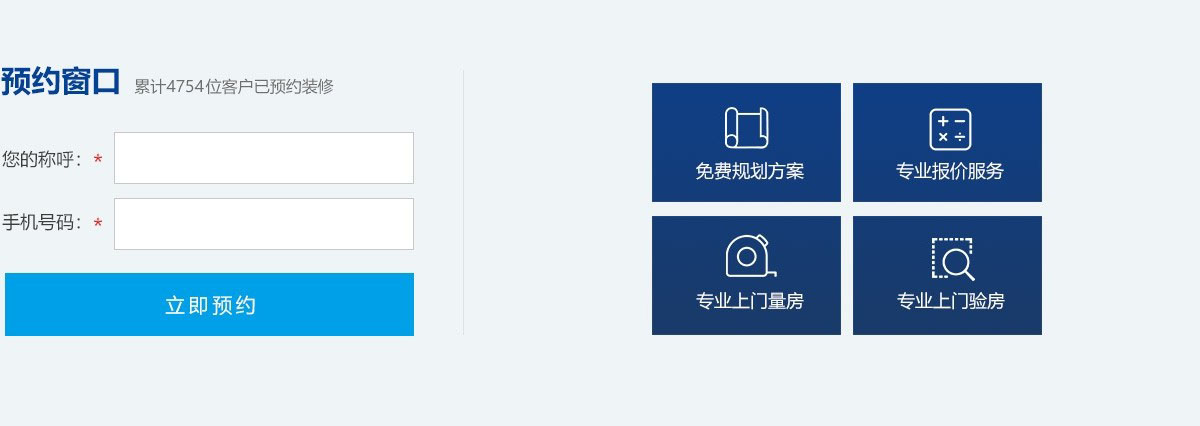 预约窗口 累计4754位客户已预约装修
您的称呼：*
手机号码：*
立即预约
免费规划方案
专业报价服务
专业上门量房
专业上门验房